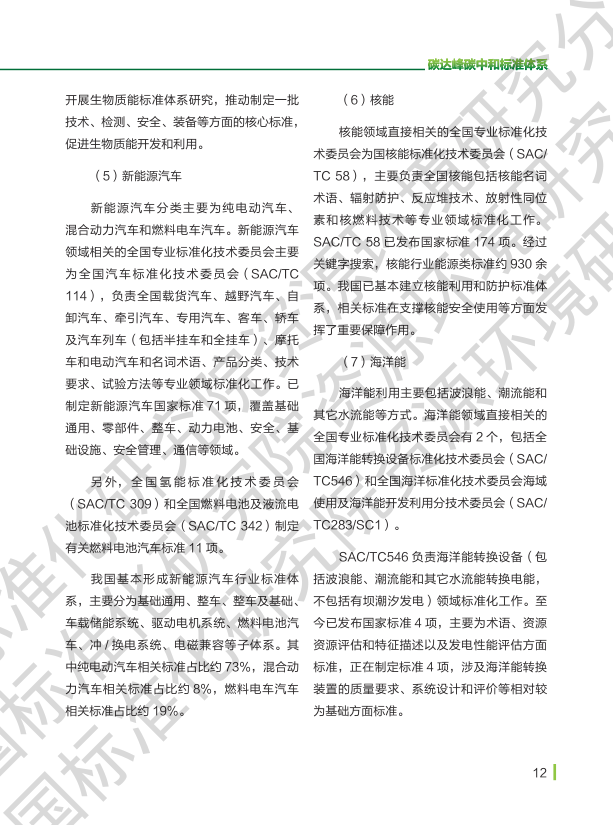 碳达峰碳中和标准体系
开展生物质能标准体系研究，推动制定一批
技术、检测、安全、装备等方面的核心标准，
促进生物质能开发和利用。
（5）新能源汽车
新能源汽车分类主要为纯电动汽车、
混合动力汽车和燃料电车汽车。新能源汽车
领域相关的全国专业标准化技术委员会主要
为全国汽车标准化技术委员会（SAC/TC
114），负责全国载货汽车、越野汽车、自
卸汽车、牵引汽车、专用汽车、客车、轿车
及汽车列车（包括半挂车和全挂车）、摩托
车和电动汽车和名词术语、产品分类、技术
要求、试验方法等专业领域标准化工作。已
制定新能源汽车国家标准 71 项，覆盖基础
通用、零部件、整车、动力电池、安全、基
础设施、安全管理、通信等领域。
另外，全国氢能标准化技术委员会
（SAC/TC 309）和全国燃料电池及液流电
池标准化技术委员会（SAC/TC 342）制定
有关燃料电池汽车标准 11 项。
我国基本形成新能源汽车行业标准体
系，主要分为基础通用、整车、整车及基础、
车载储能系统、驱动电机系统、燃料电池汽
车、冲 / 换电系统、电磁兼容等子体系。其
中纯电动汽车相关标准占比约 73%，混合动
力汽车相关标准占比约 8%，燃料电车汽车
相关标准占比约 19%。
（6）核能
核能领域直接相关的全国专业标准化技
术委员会为国核能标准化技术委员会（SAC/
TC 58），主要负责全国核能包括核能名词
术语、辐射防护、反应堆技术、放射性同位
素和核燃料技术等专业领域标准化工作。
SAC/TC 58 已发布国家标准 174 项。经过
关键字搜索，核能行业能源类标准约 930 余
项。我国已基本建立核能利用和防护标准体
系，相关标准在支撑核能安全使用等方面发
挥了重要保障作用。
（7）海洋能
海洋能利用主要包括波浪能、潮流能和
其它水流能等方式。海洋能领域直接相关的
全国专业标准化技术委员会有 2 个，包括全
国海洋能转换设备标准化技术委员会（SAC/
TC546）和全国海洋标准化技术委员会海域
使用及海洋能开发利用分技术委员会（SAC/
TC283/SC1）。
SAC/TC546 负责海洋能转换设备（包
括波浪能、潮流能和其它水流能转换电能，
不包括有坝潮汐发电）领域标准化工作。至
今已发布国家标准 4 项，主要为术语、资源
资源评估和特征描述以及发电性能评估方面
标准，正在制定标准 4 项，涉及海洋能转换
装置的质量要求、系统设计和评价等相对较
为基础方面标准。
12